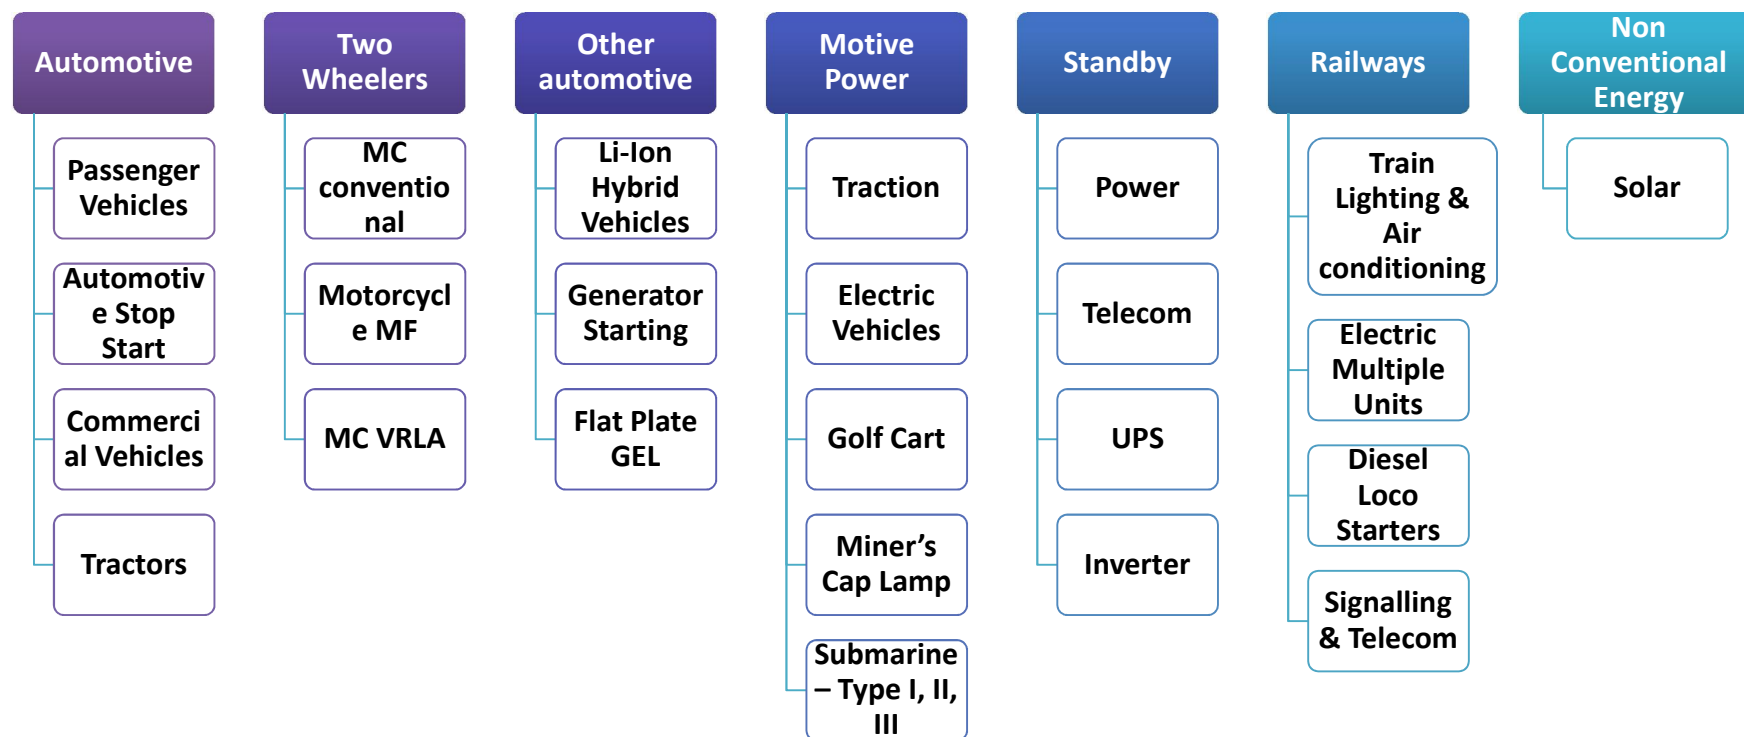 Automotive
Passenger
Vehicles
Automotiv
e Stop
Start
Commerci
al Vehicles
Tractors
Two
Wheelers
MC
conventio
nal
Motorcycl
e MF
MC VRLA
Other
automotive
Li-Ion
Hybrid
Vehicles
Generator
Starting
Flat Plate
GEL
Motive
Power
Traction
Electric
Vehicles
Golf Cart
Miner’s
Cap Lamp
Submarine
– Type I, II,
III
Standby
Power
Telecom
UPS
Inverter
Railways
Train
Lighting &
Air
conditioning
Electric
Multiple
Units
Diesel
Loco
Starters
Signalling
& Telecom
Non
Conventional
Energy
Solar